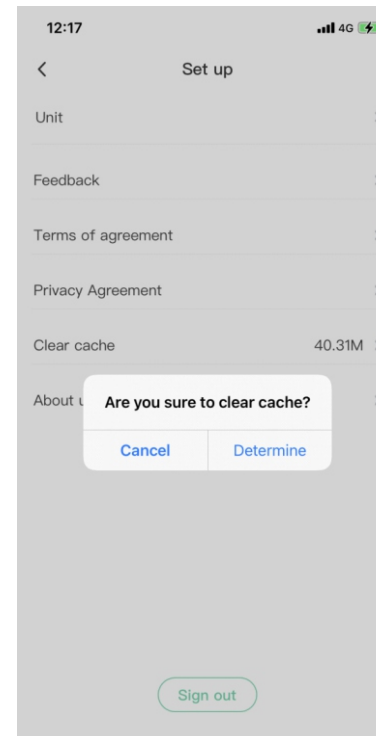 12:17 4G
Set up
Unit
Feedback
Terms of agreement
Privacy Agreement
Clear cache 40.31M
About
Are you sure to clear cache?
Cancel Determine
Sign out